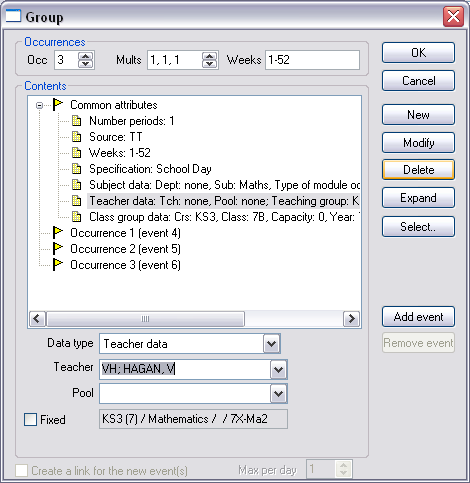 Group
Occurrences
Occ 3 Mults 1, 1, 1 Weeks 1-52
OK
Cancel
Contents
Common attributes
Number periods: 1
New
Source: TT
Modify
Weeks: 1-52
Specification: School Day
Delete
Subject data: Dept: none, Sub: Maths, Type of module oc
Teacher data: Tch: none, Pool: none; Teaching group: K
Expand
Class group data: Crs: KS3, Class: 7B, Capacity: 0, Year:
Select..
Occurrence 1 (event 4)
Occurrence 2 (event 5)
Occurrence 3 (event 6)
Add event
Data type Teacher data
Remove event
Teacher VH; HAGAN, V
Pool
Fixed KS3 (7) / Mathematics / / 7X-Ma2
Create a link for the new event(s) Max per day 1